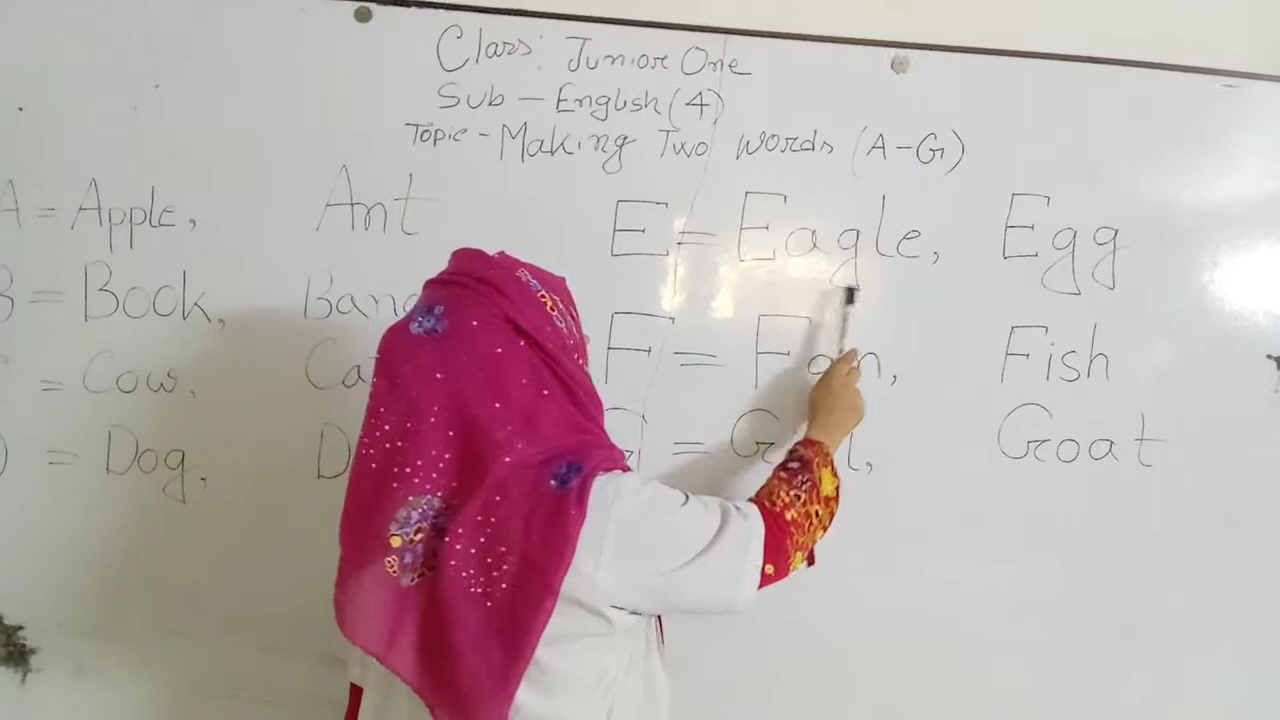 Class: Junior One
Sub - English (4)
Topic - Making Two Words (A-G)
A = Apple, Ant
B = Book,
= Cow,
D = Dog,
E = Eagle, Egg
F = Fan, Fish
G = Goat